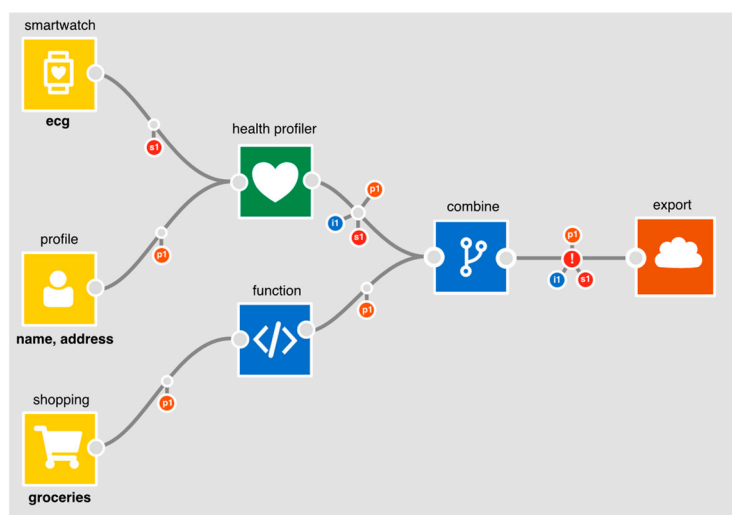 smartwatch
ecg
s1
health profiler
p1
i1
s1
profile
name, address
p1
combine
export
p1
!
i1
s1
function
</>
p1
shopping
groceries
p1